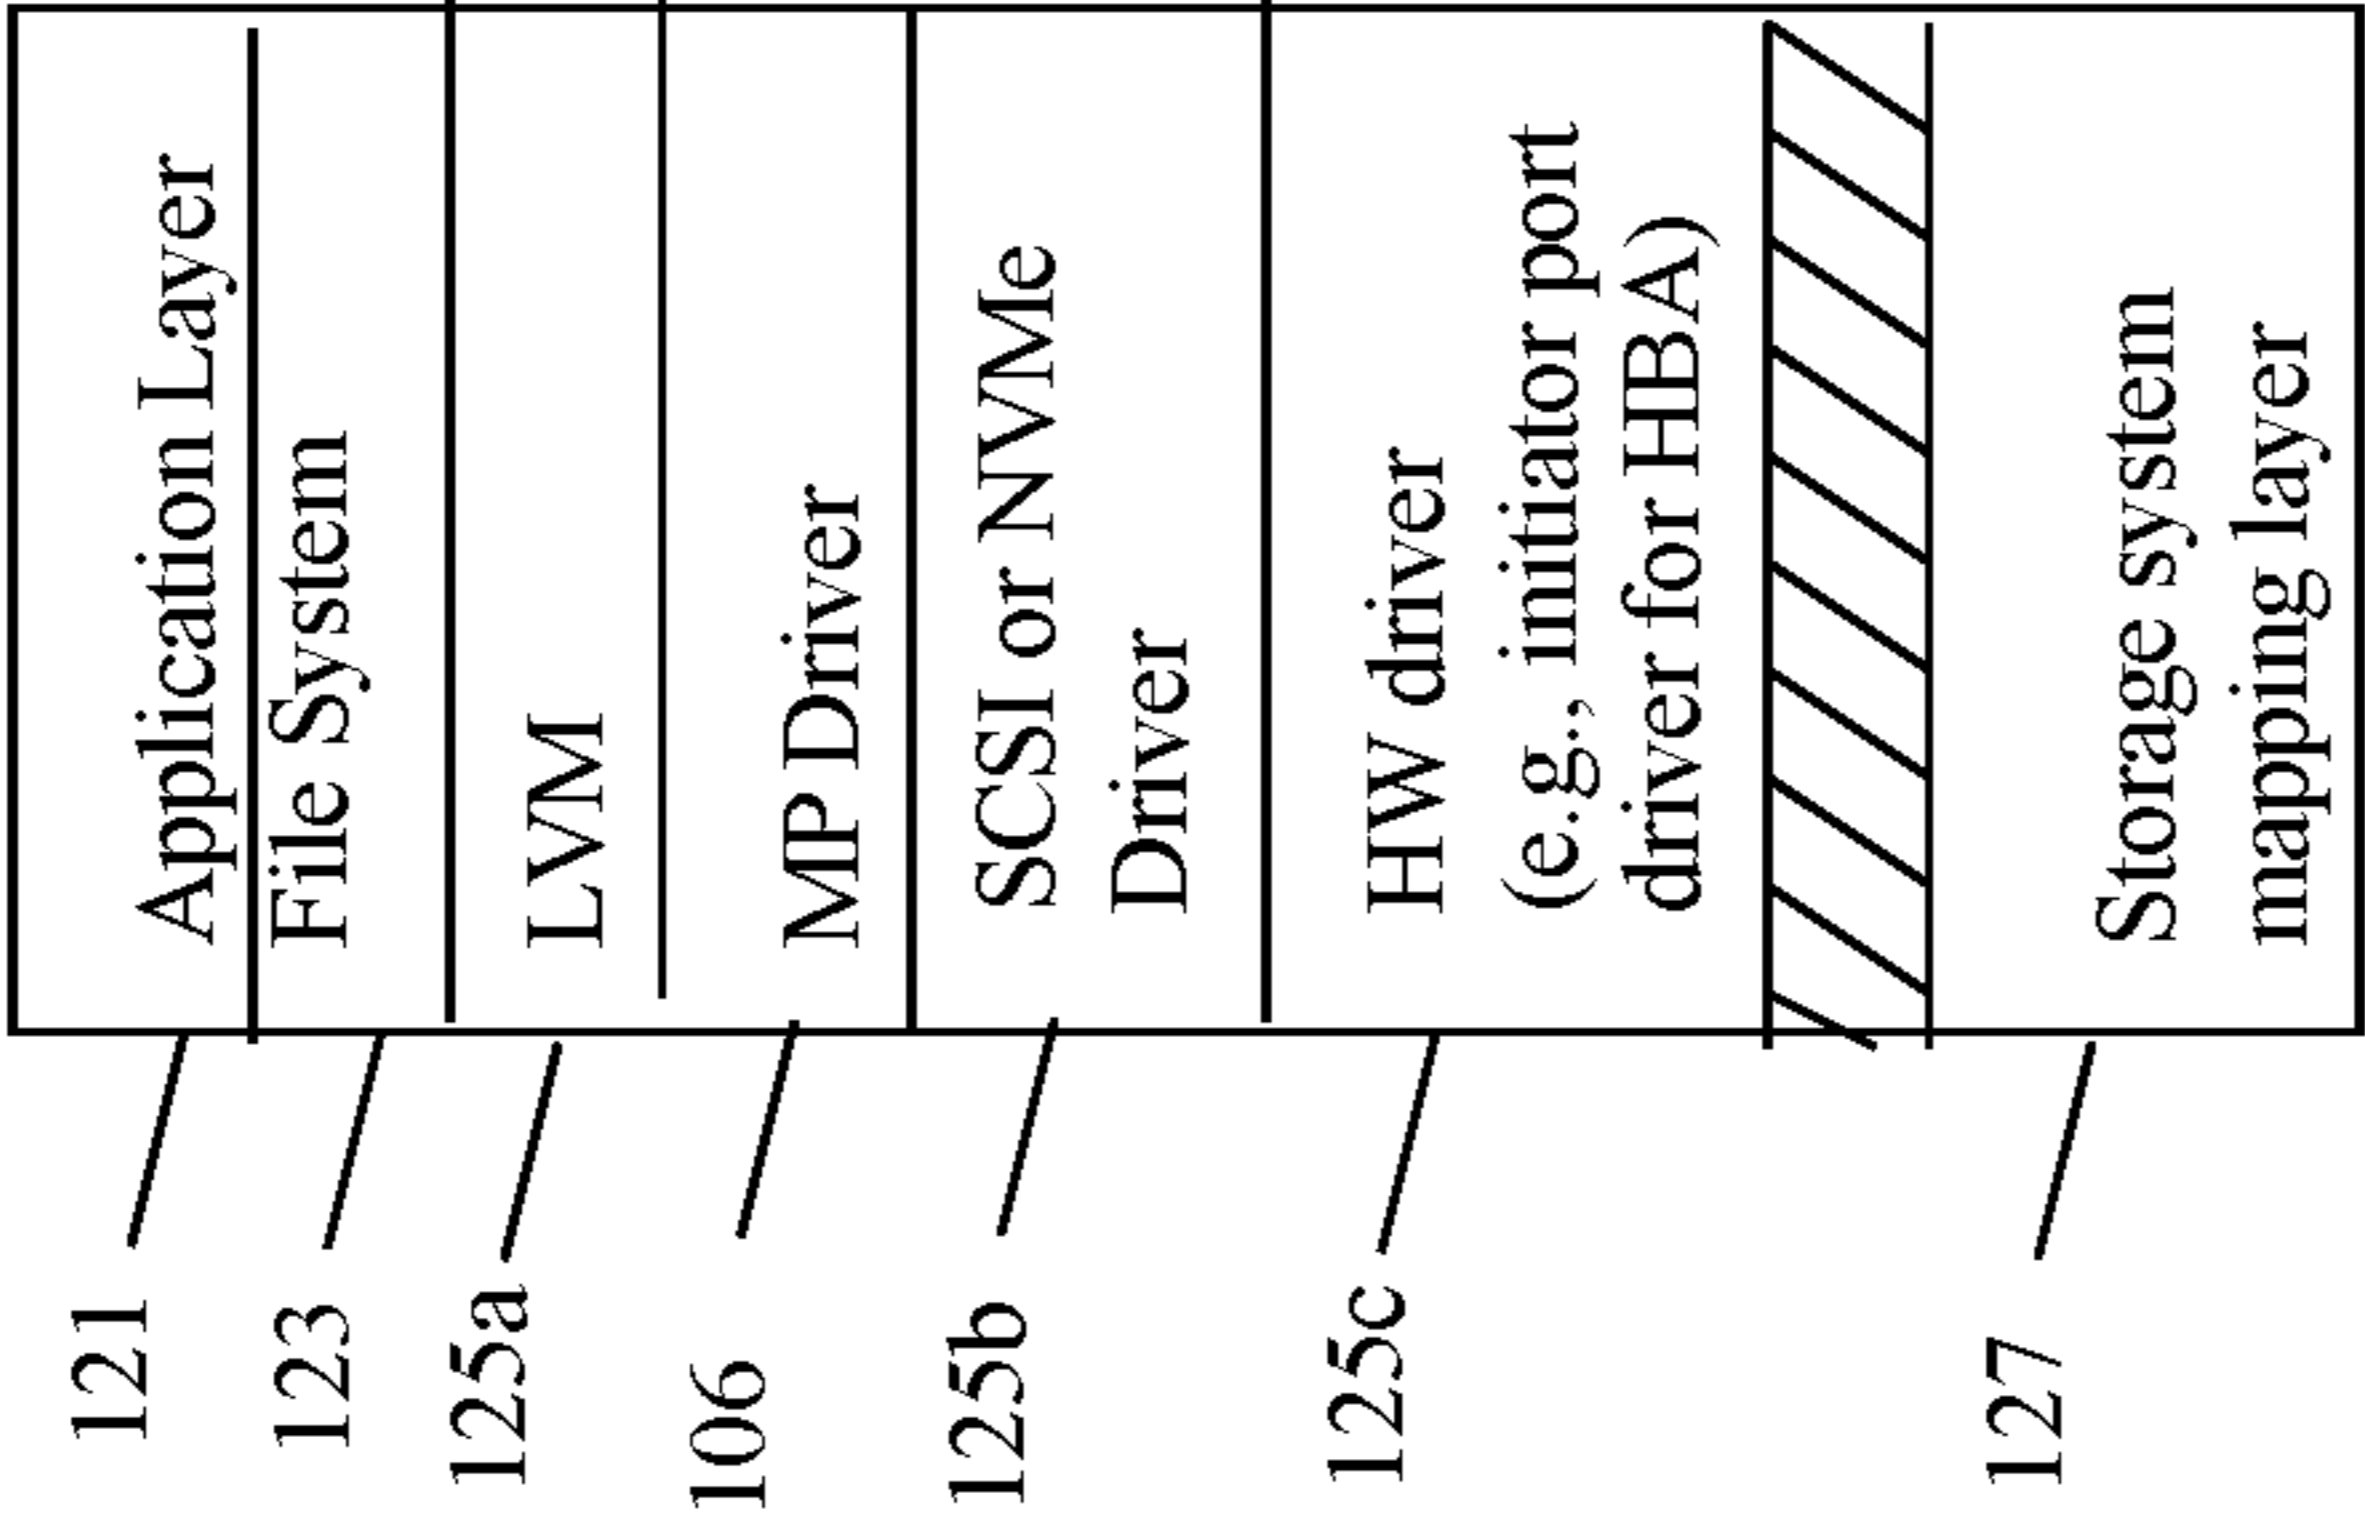 121
Application Layer
123
File System
125a
LVM
106
MP Driver
125b
SCSI or NVMe
Driver
125c
HW driver
(e.g., initiator port
driver for HBA)
127
Storage system
mapping layer